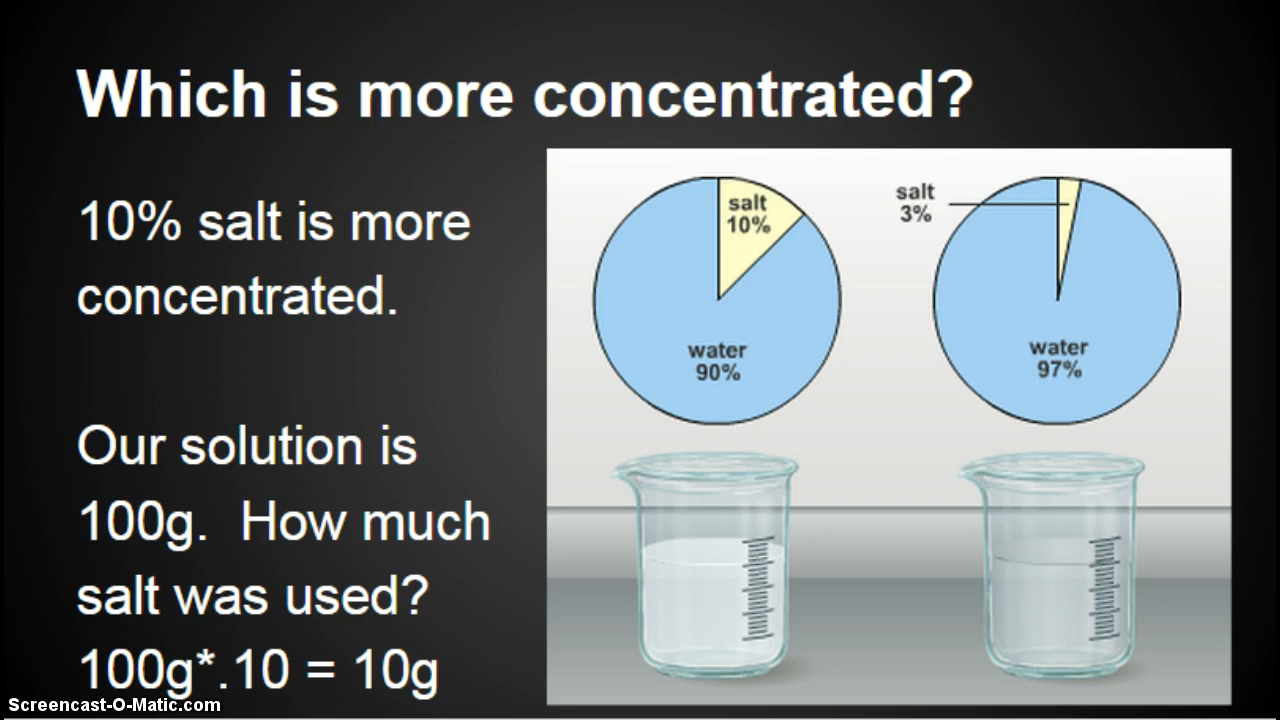 Which is more concentrated?
10% salt is more
concentrated.
Our solution is
100g.  How much
salt was used?
100g*.10 = 10g
salt
10%
water
90%
salt
3%
water
97%
Screencast-O-Matic.com